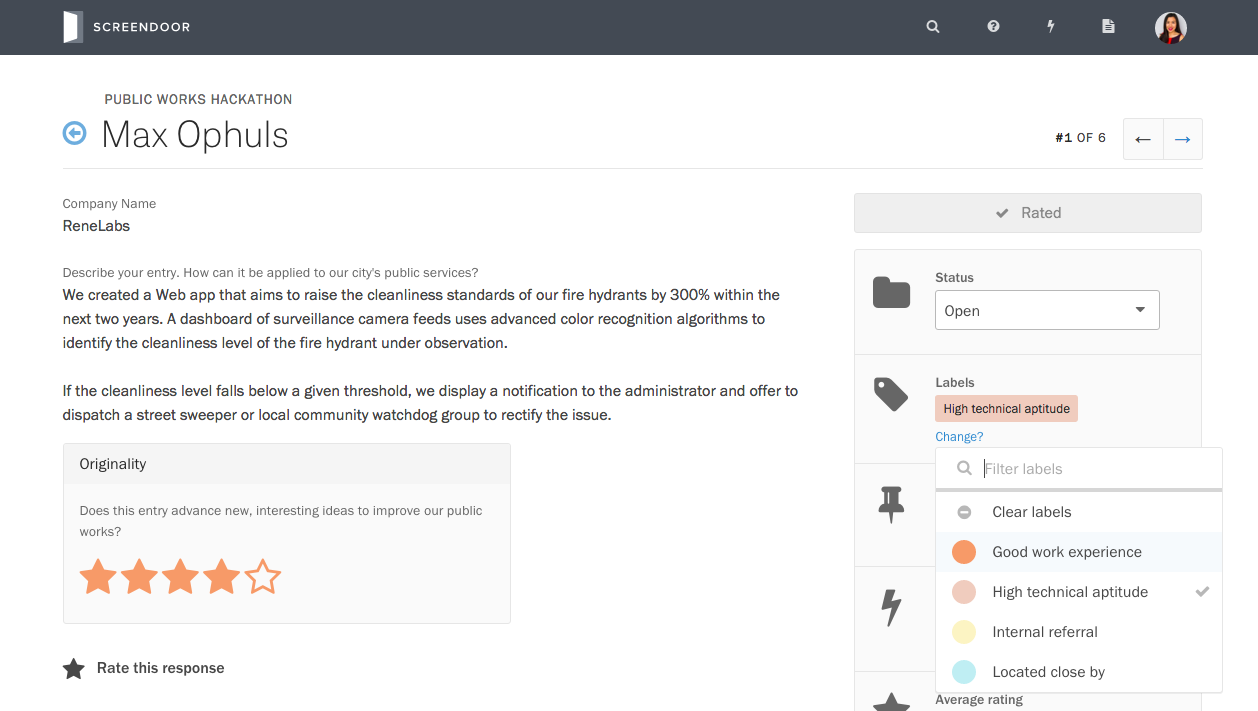 SCREENDOOR
PUBLIC WORKS HACKATHON
Max Ophuls
#1 OF 6
Company Name
ReneLabs
Describe your entry. How can it be applied to our city's public services?
We created a Web app that aims to raise the cleanliness standards of our fire hydrants by 300% within the
next two years. A dashboard of surveillance camera feeds uses advanced color recognition algorithms to
identify the cleanliness level of the fire hydrant under observation.
If the cleanliness level falls below a given threshold, we display a notification to the administrator and offer to
dispatch a street sweeper or local community watchdog group to rectify the issue.
Originality
Does this entry advance new, interesting ideas to improve our public
works?
Rate this response
Rated
Status
Open
Labels
High technical aptitude
Change?
Filter labels
Clear labels
Good work experience
High technical aptitude
Internal referral
Located close by
Average rating